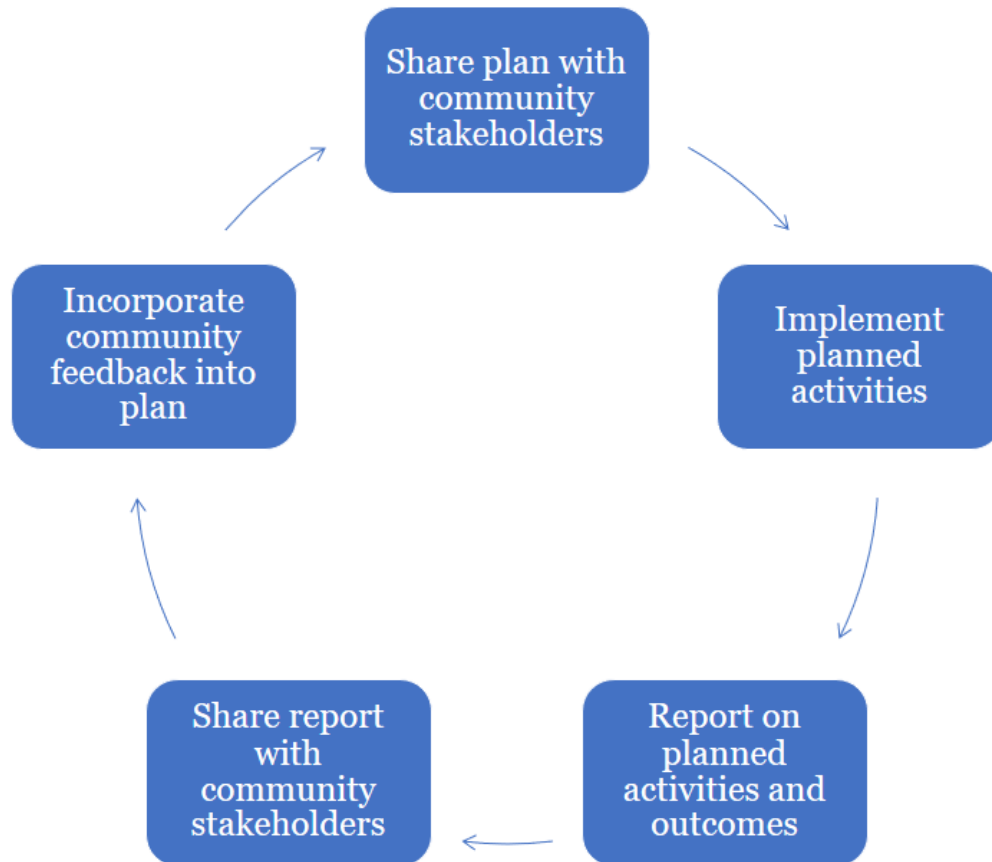 Share plan with
community
stakeholders
Implement
planned
activities
Report on
planned
activities and
outcomes
Share report
with
community
stakeholders
Incorporate
community
feedback into
plan